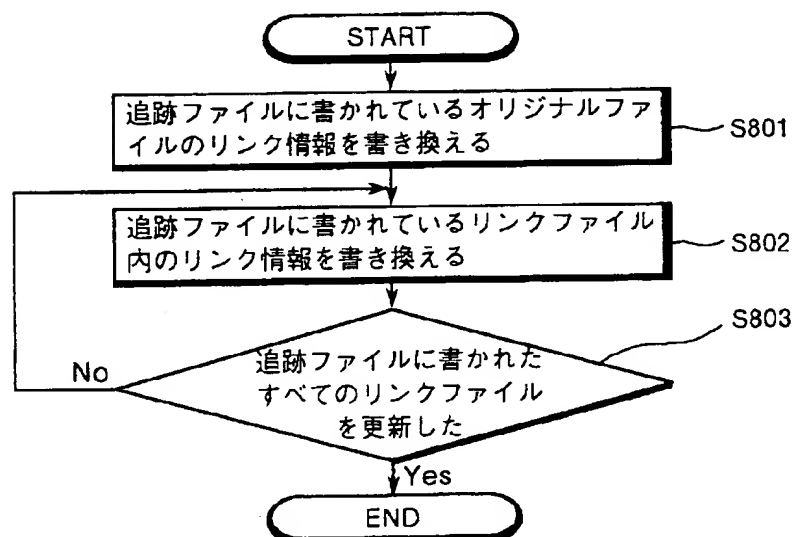 START
追跡ファイルに書かれているオリジナルファ
イルのリンク情報を書き換える
S801
追跡ファイルに書かれているリンクファイル
内のリンク情報を書き換える
S802
S803
追跡ファイルに書かれた
すべてのリンクファイル
を更新した
No
Yes
END